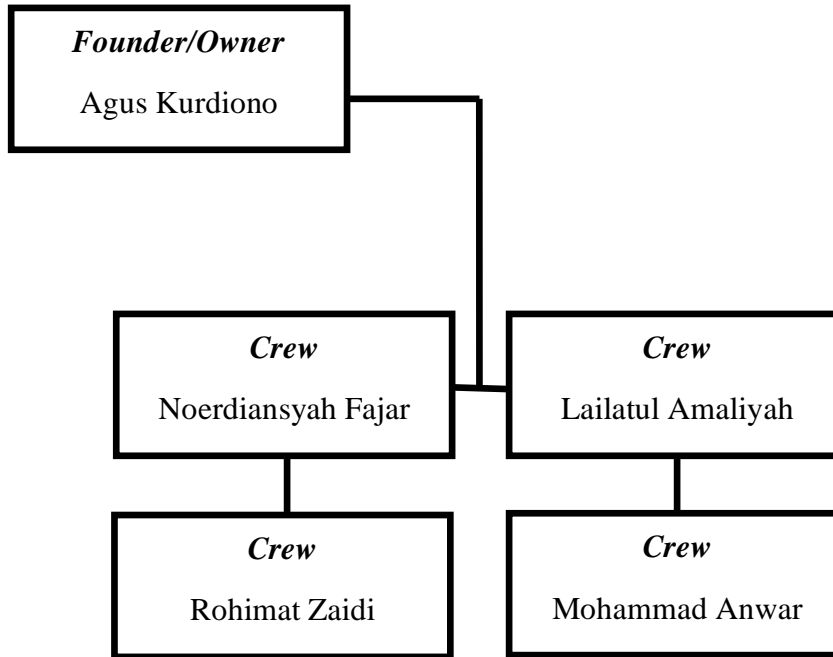 Founder/Owner
Agus Kurdiono
Crew
Noerdiansyah Fajar
Crew
Lailatul Amaliyah
Crew
Rohimat Zaidi
Crew
Mohammad Anwar